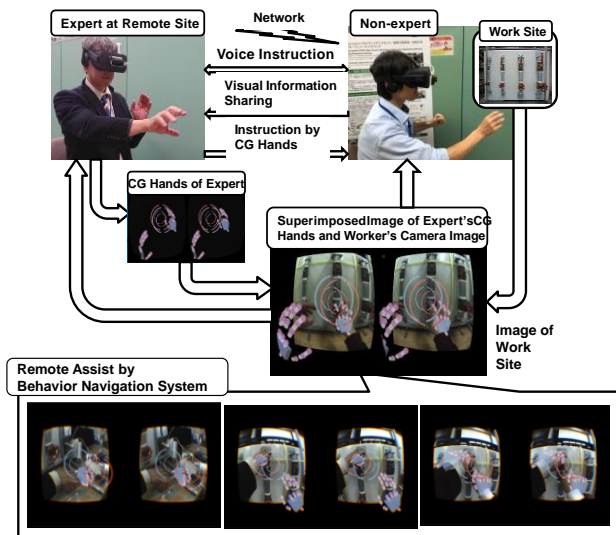 Expert at Remote Site
Network
Non-expert
Work Site
Voice Instruction
Visual Information
Sharing
Instruction by
CG Hands
CG Hands of Expert
SuperimposedImage of Expert'sCG
Hands and Worker's Camera Image
Image of
Work
Site
Remote Assist by
Behavior Navigation System